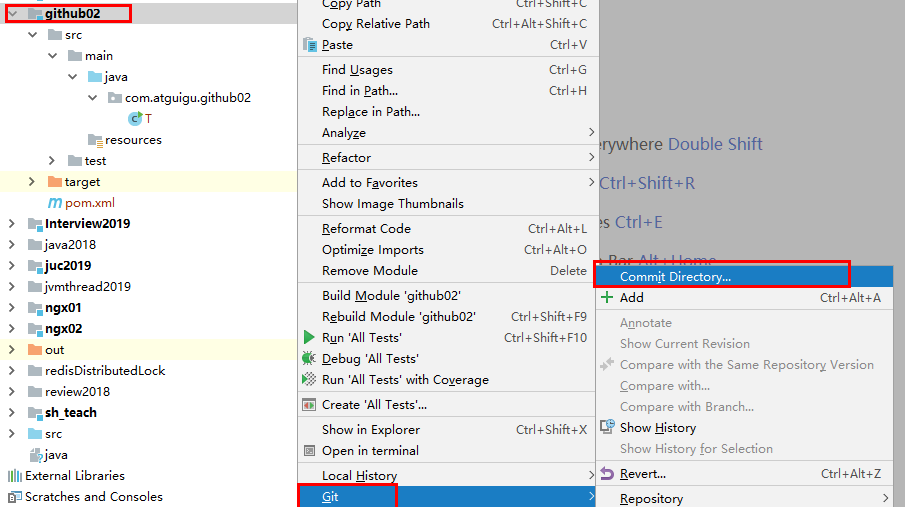 github02
src
main
java
com.atguigu.github02
T
resources
test
target
pom.xml
Interview2019
java2018
juc2019
jvmthread2019
ngx01
ngx02
out
redisDistributedLock
review2018
sh_teach
src
java
External Libraries
Scratches and Consoles
Copy Path Ctrl+Shift+C
Copy Relative Path Ctrl+Alt+Shift+C
Paste Ctrl+V
Find Usages Ctrl+G
Find in Path... Ctrl+H
Replace in Path...
Analyze
Refactor
Add to Favorites
Show Image Thumbnails
Reformat Code Ctrl+Alt+L
Optimize Imports Ctrl+Alt+O
Remove Module Delete
Build Module 'github02'
Rebuild Module 'github02' Ctrl+Shift+F9
Run 'All Tests' Ctrl+Shift+F10
Debug 'All Tests'
Run 'All Tests' with Coverage
Create 'All Tests'...
Show in Explorer Ctrl+Shift+X
Open in terminal
Local History
Git
Double Shift
Ctrl+Shift+R
Ctrl+E
Bar Alt+Home
Commit Directory...
Add Ctrl+Alt+A
Annotate
Show Current Revision
Compare with the Same Repository Version
Compare with...
Compare with Branch...
Show History
Show History for Selection
Revert... Ctrl+Alt+Z
Repository